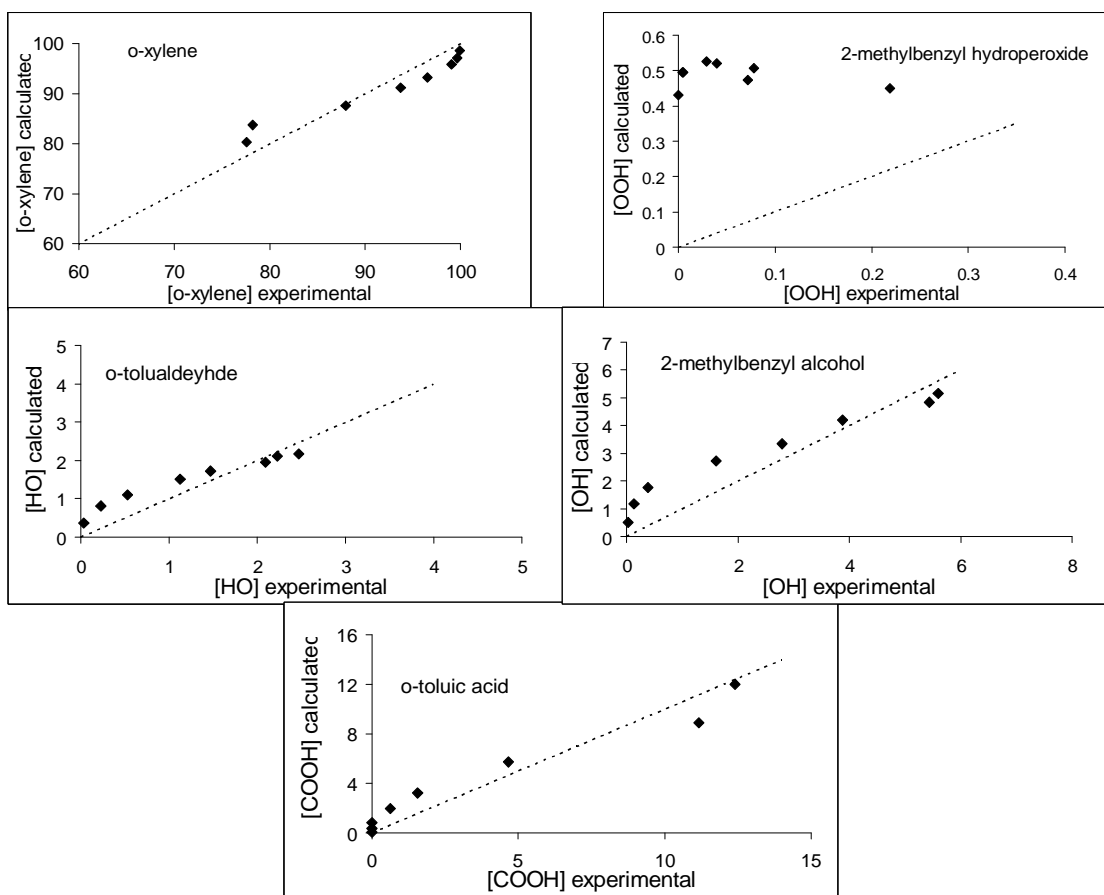 o-xylene
[o-xylene] calculatec
100
90
80
70
60
60 70 80 90 100
[o-xylene] experimental
2-methylbenzyl hydroperoxide
[OOH] calculated
0.6
0.5
0.4
0.3
0.2
0.1
0
0 0.1 0.2 0.3 0.4
[OOH] experimental
o-tolualdeyhde
[HO] calculated
5
4
3
2
1
0
0 1 2 3 4 5
[HO] experimental
2-methylbenzyl alcohol
[OH] calculated
7
6
5
4
3
2
1
0
0 2 4 6 8
[OH] experimental
o-toluic acid
[COOH] calculatec
16
12
8
4
0
0 5 10 15
[COOH] experimental